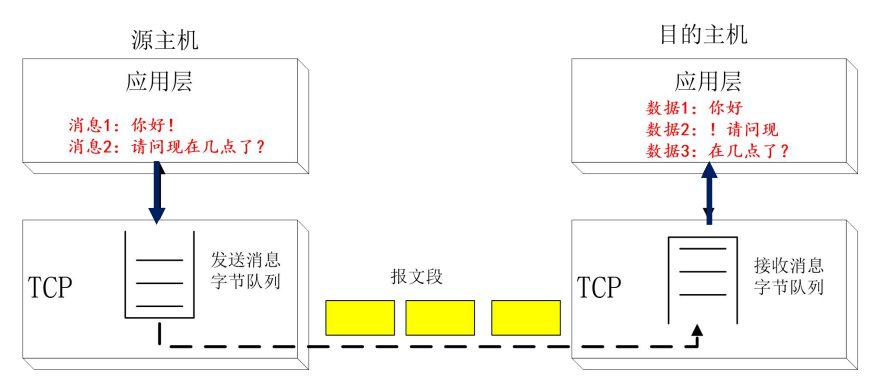 源主机
应用层
消息1：你好！
消息2：请问现在几点了？
TCP
发送消息
字节队列
报文段
目的主机
应用层
数据1：你好
数据2：！请问现
数据3：在几点了？
TCP
接收消息
字节队列